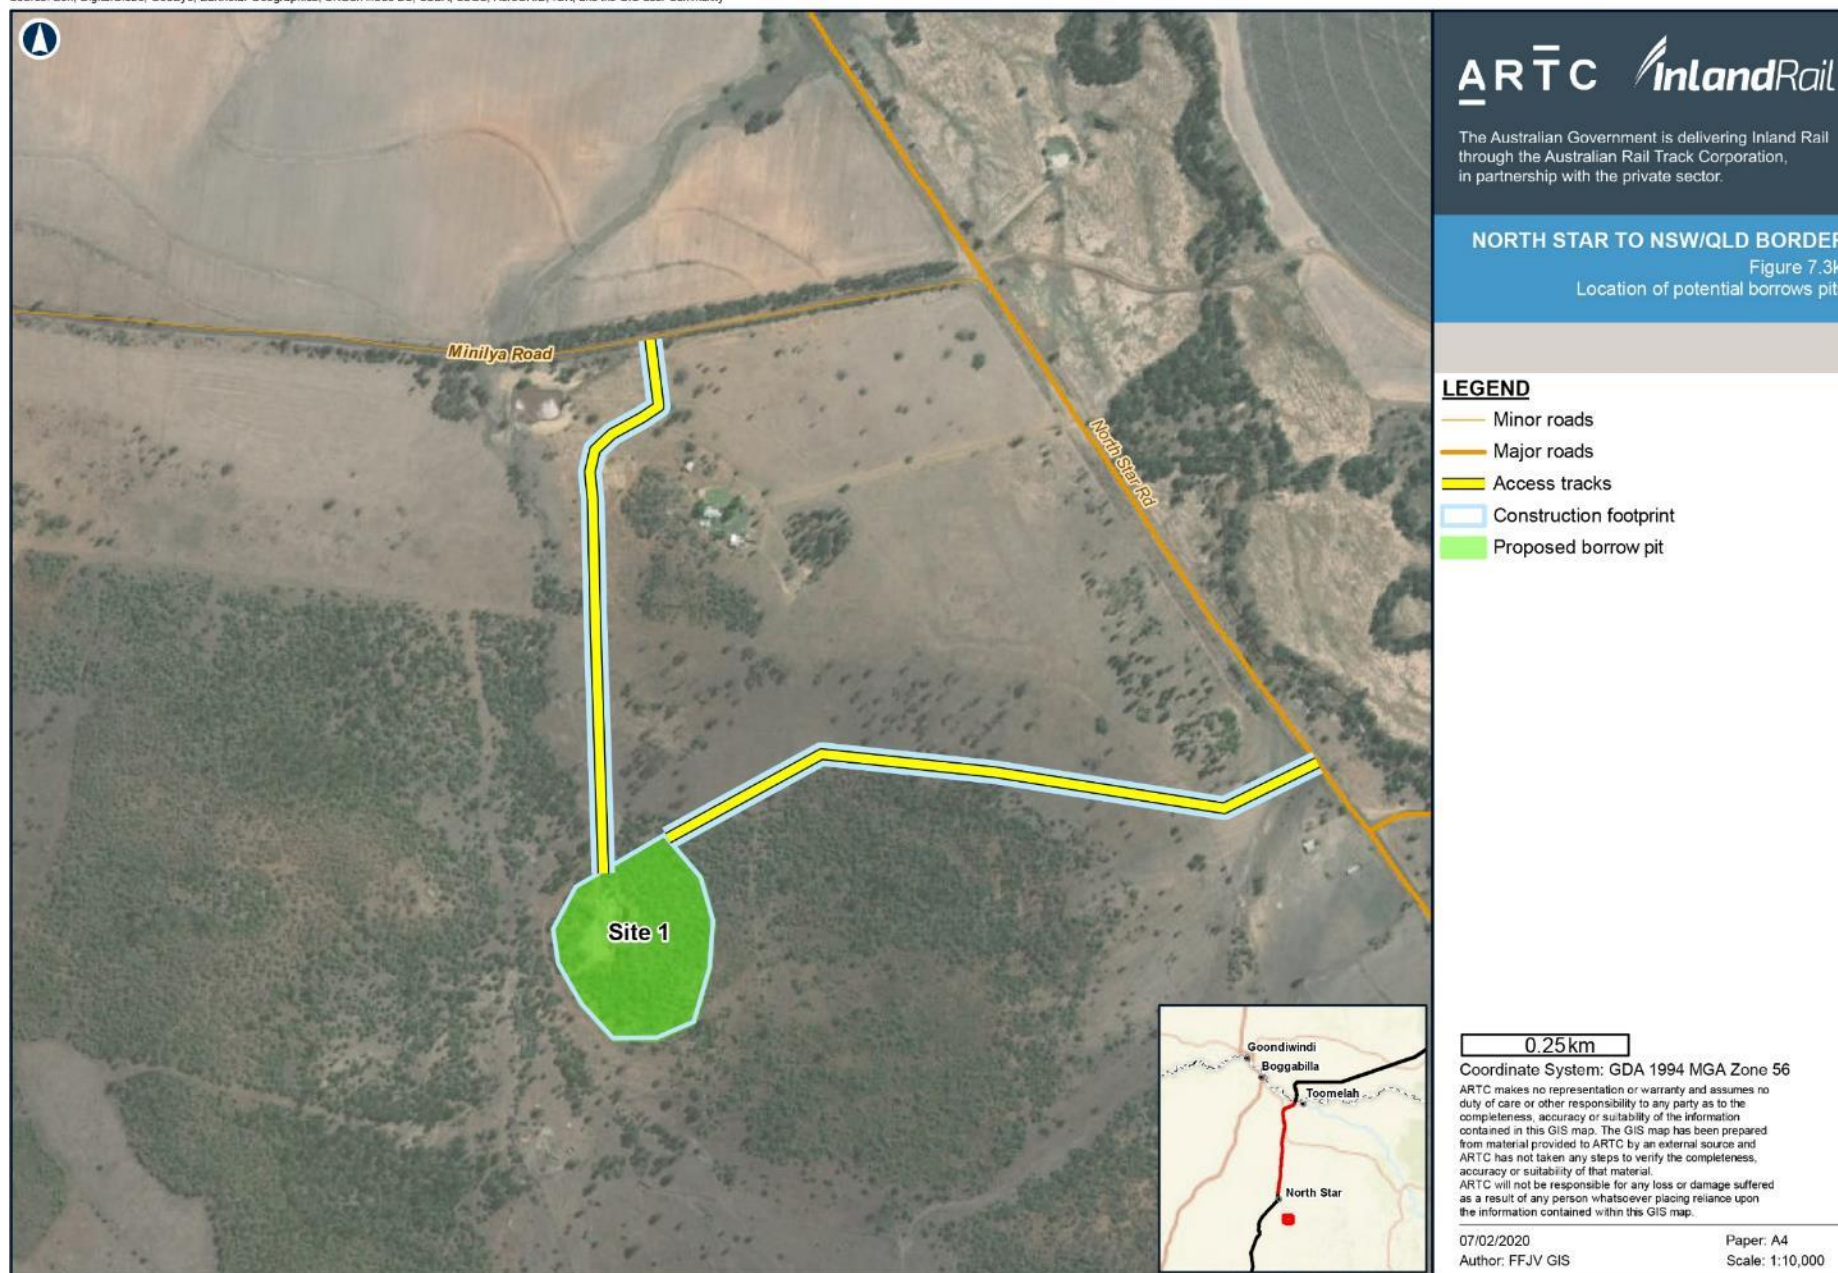 ARTC InlandRail
The Australian Government is delivering Inland Rail
through the Australian Rail Track Corporation,
in partnership with the private sector.
NORTH STAR TO NSW/QLD BORDER
Figure 7.3k
Location of potential borrows pit
LEGEND
Minor roads
Major roads
Access tracks
Construction footprint
Proposed borrow pit
Minilya Road
North Star Rd
Site 1
Goondiwindi
Boggabilla
Toomelah
North Star
0.25km
Coordinate System: GDA 1994 MGA Zone 56
ARTC makes no representation or warranty and assumes no
duty of care or other responsibility to any party as to the
completeness, accuracy or suitability of the information
contained in this GIS map. The GIS map has been prepared
from material provided to ARTC by an external source and
ARTC has not taken any steps to verify the completeness,
accuracy or suitability of that material.
ARTC will not be responsible for any loss or damage suffered
as a result of any person whatsoever placing reliance upon
the information contained within this GIS map.
07/02/2020
Paper: A4
Author: FFJV GIS
Scale: 1:10,000